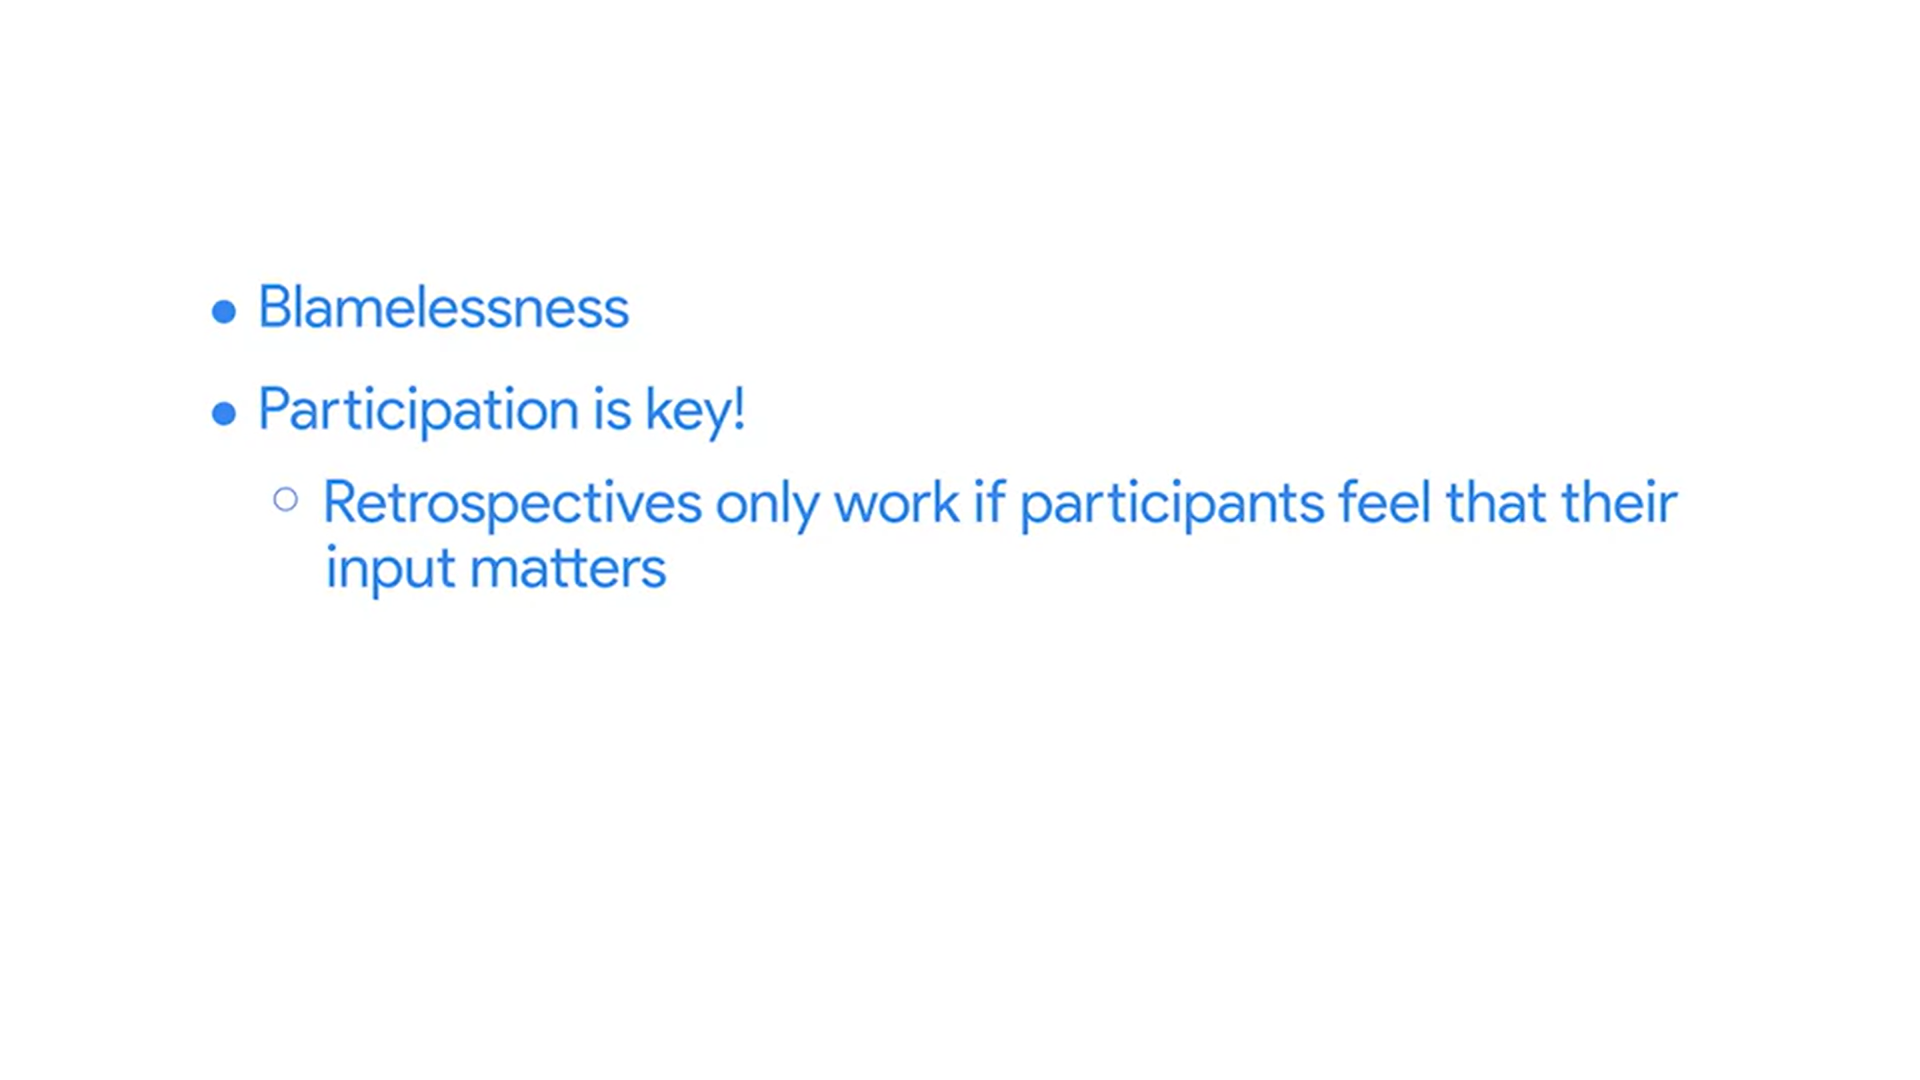 • Blamelessness
• Participation is key!
○ Retrospectives only work if participants feel that their
input matters